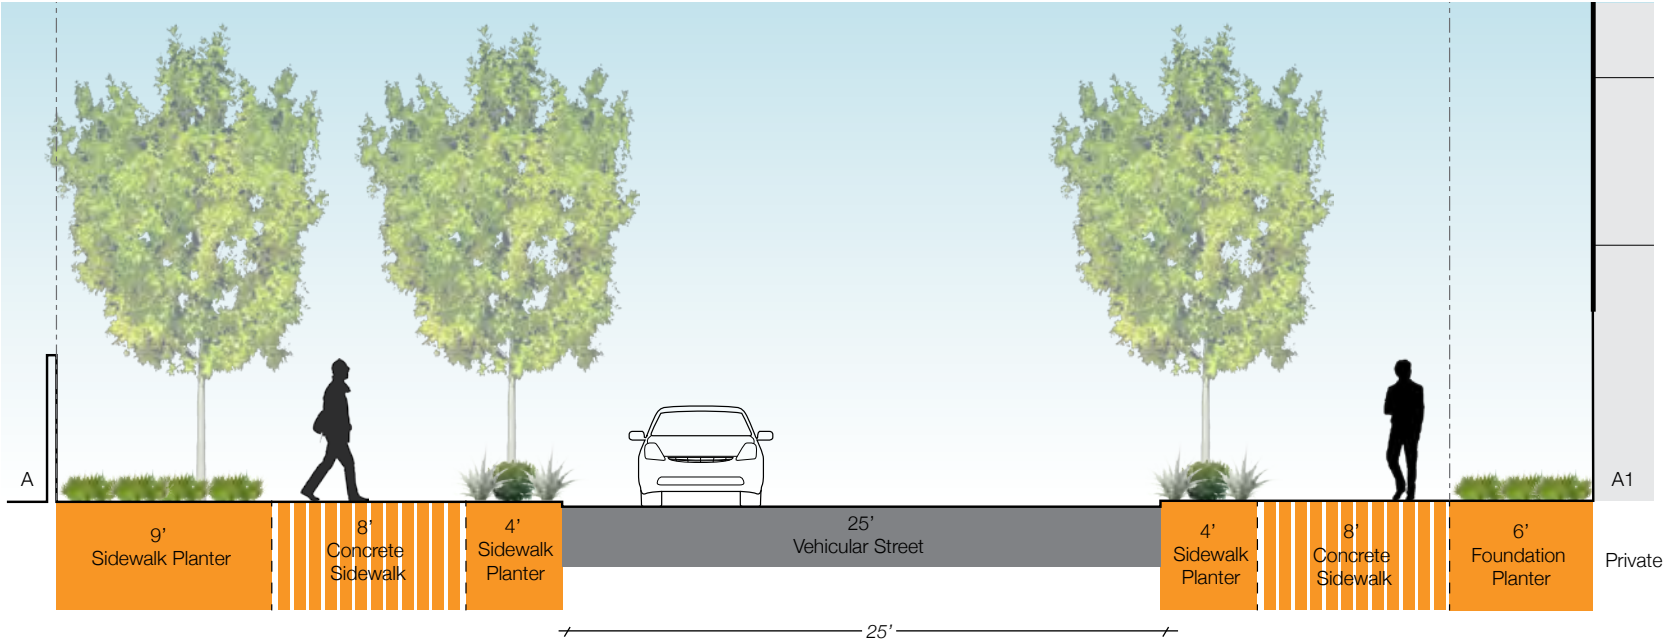 A
A1
9’
Sidewalk Planter
8’
Concrete
Sidewalk
4’
Sidewalk
Planter
25’
Vehicular Street
4’
Sidewalk
Planter
8’
Concrete
Sidewalk
6’
Foundation
Planter
Private
25’